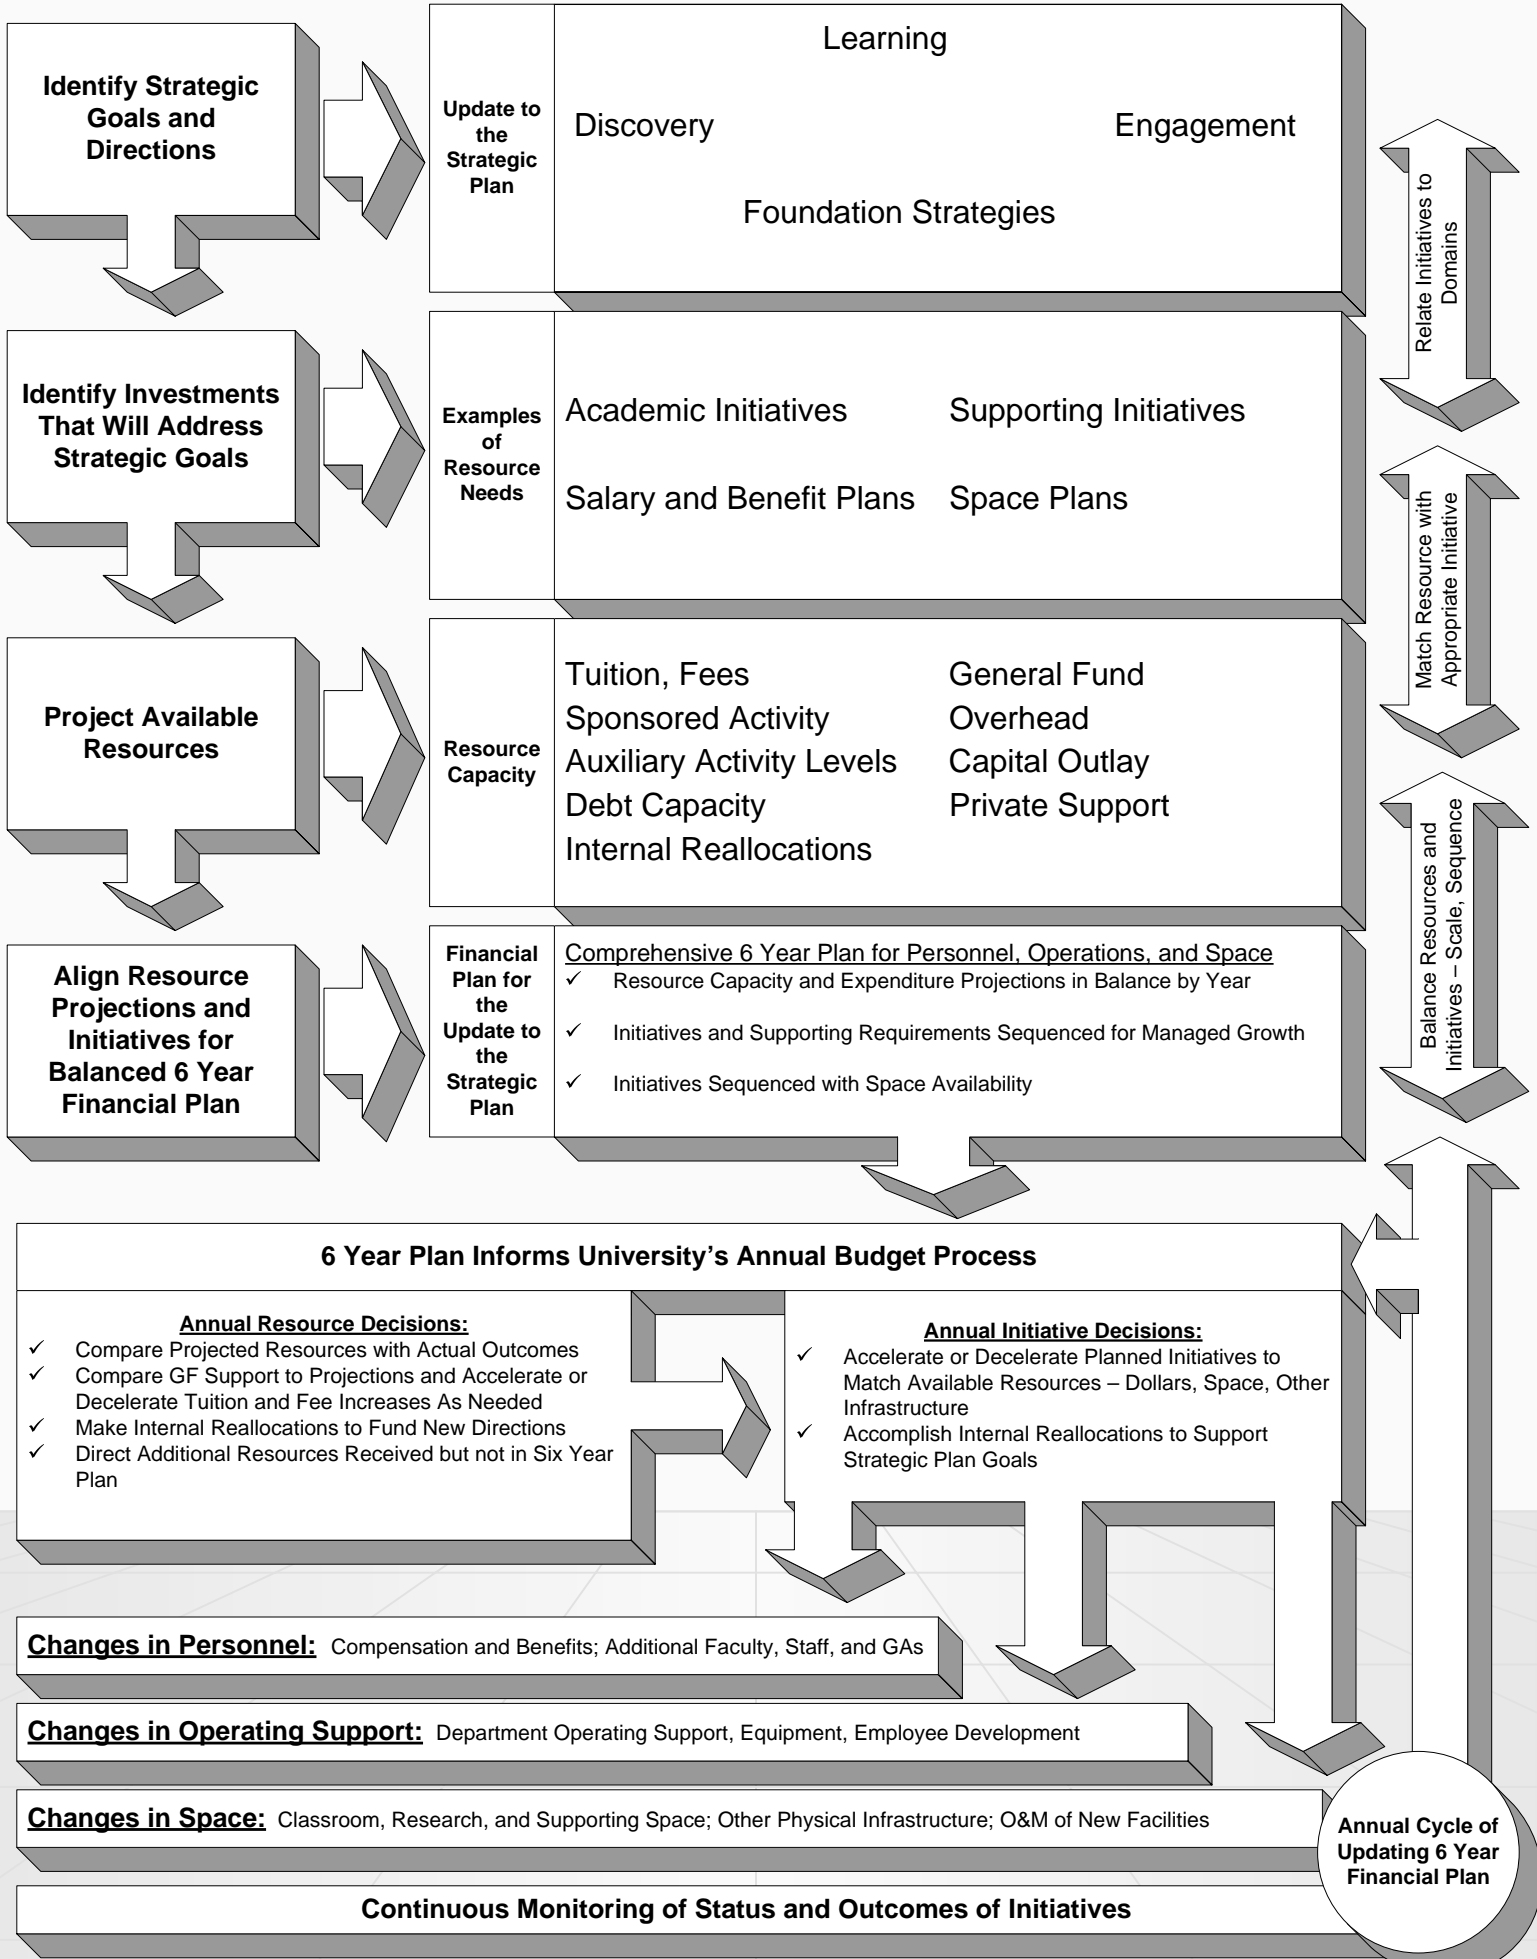 Identify Strategic
Goals and
Directions
Update to
the
Strategic
Plan
Learning
Discovery
Engagement
Foundation Strategies
Relate Initiatives to
Domains
Identify Investments
That Will Address
Strategic Goals
Examples
of
Resource
Needs
Academic Initiatives
Supporting Initiatives
Salary and Benefit Plans
Space Plans
Match Resource with
Appropriate Initiative
Project Available
Resources
Resource
Capacity
Tuition, Fees
General Fund
Sponsored Activity
Overhead
Auxiliary Activity Levels
Capital Outlay
Debt Capacity
Private Support
Internal Reallocations
Balance Resources and
Initiatives – Scale, Sequence
Align Resource
Projections and
Initiatives for
Balanced 6 Year
Financial Plan
Financial
Plan for
the
Update to
the
Strategic
Plan
Comprehensive 6 Year Plan for Personnel, Operations, and Space
✓ Resource Capacity and Expenditure Projections in Balance by Year
✓ Initiatives and Supporting Requirements Sequenced for Managed Growth
✓ Initiatives Sequenced with Space Availability
6 Year Plan Informs University’s Annual Budget Process
Annual Resource Decisions:
✓ Compare Projected Resources with Actual Outcomes
✓ Compare GF Support to Projections and Accelerate or
Decelerate Tuition and Fee Increases As Needed
✓ Make Internal Reallocations to Fund New Directions
✓ Direct Additional Resources Received but not in Six Year
Plan
Annual Initiative Decisions:
✓ Accelerate or Decelerate Planned Initiatives to
Match Available Resources – Dollars, Space, Other
Infrastructure
✓ Accomplish Internal Reallocations to Support
Strategic Plan Goals
Changes in Personnel: Compensation and Benefits; Additional Faculty, Staff, and GAs
Changes in Operating Support: Department Operating Support, Equipment, Employee Development
Changes in Space: Classroom, Research, and Supporting Space; Other Physical Infrastructure; O&M of New Facilities
Annual Cycle of
Updating 6 Year
Financial Plan
Continuous Monitoring of Status and Outcomes of Initiatives